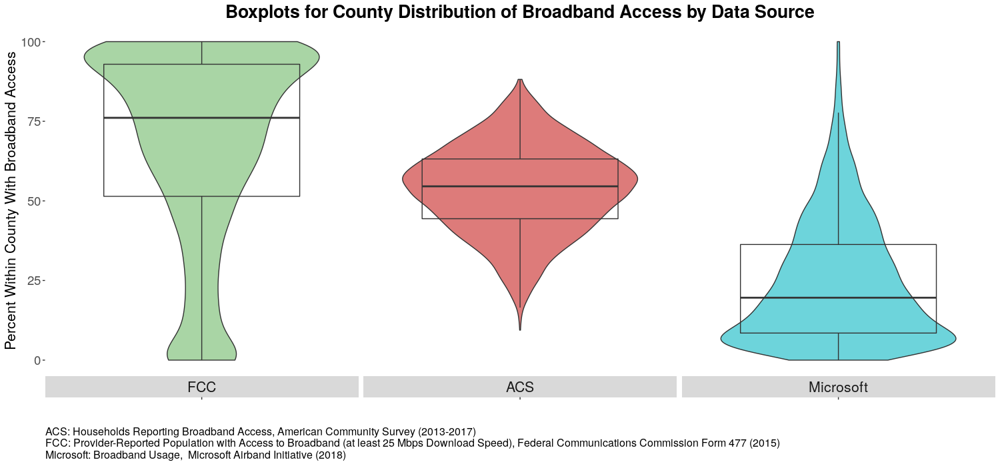 Boxplots for County Distribution of Broadband Access by Data Source
Percent Within County With Broadband Access
100
75
50
25
0
FCC
ACS
Microsoft
ACS: Households Reporting Broadband Access, American Community Survey (2013-2017)
FCC: Provider-Reported Population with Access to Broadband (at least 25 Mbps Download Speed), Federal Communications Commission Form 477 (2015)
Microsoft: Broadband Usage,  Microsoft Airband Initiative (2018)